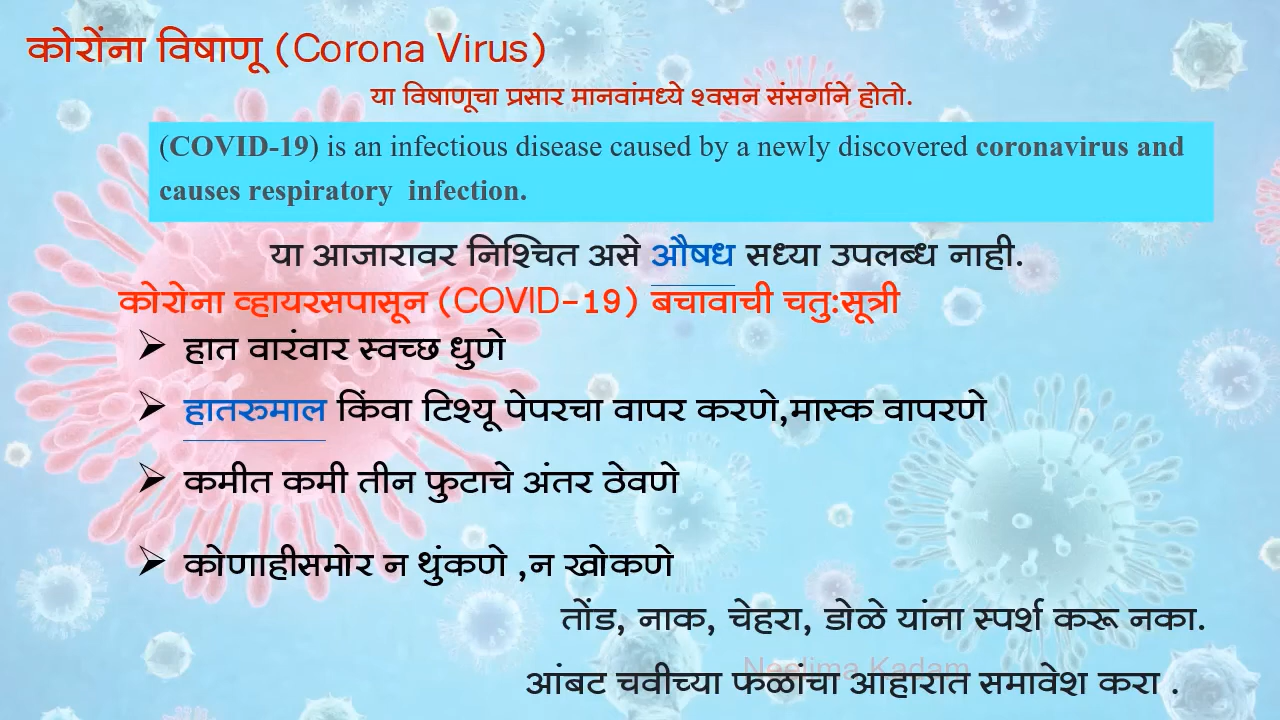 कोरोंना विषाणू (Corona Virus)
या विषाणूचा प्रसार मानवांमध्ये श्वसन संसर्गाने होतो.
(COVID-19) is an infectious disease caused by a newly discovered coronavirus and
causes respiratory infection.
या आजारावर निश्चित असे औषध सध्या उपलब्ध नाही.
कोरोना व्हायरसपासून (COVID-19) बचावाची चतु:सूत्री
➢ हात वारंवार स्वच्छ धुणे
➢ हातरुमाल किंवा टिश्यू पेपरचा वापर करणे,मास्क वापरणे
➢ कमीत कमी तीन फुटाचे अंतर ठेवणे
➢ कोणाहीसमोर न थुंकणे ,न खोकणे
तोंड, नाक, चेहरा, डोळे यांना स्पर्श करू नका.
Neelima Kadam
आंबट चवीच्या फळांचा आहारात समावेश करा .